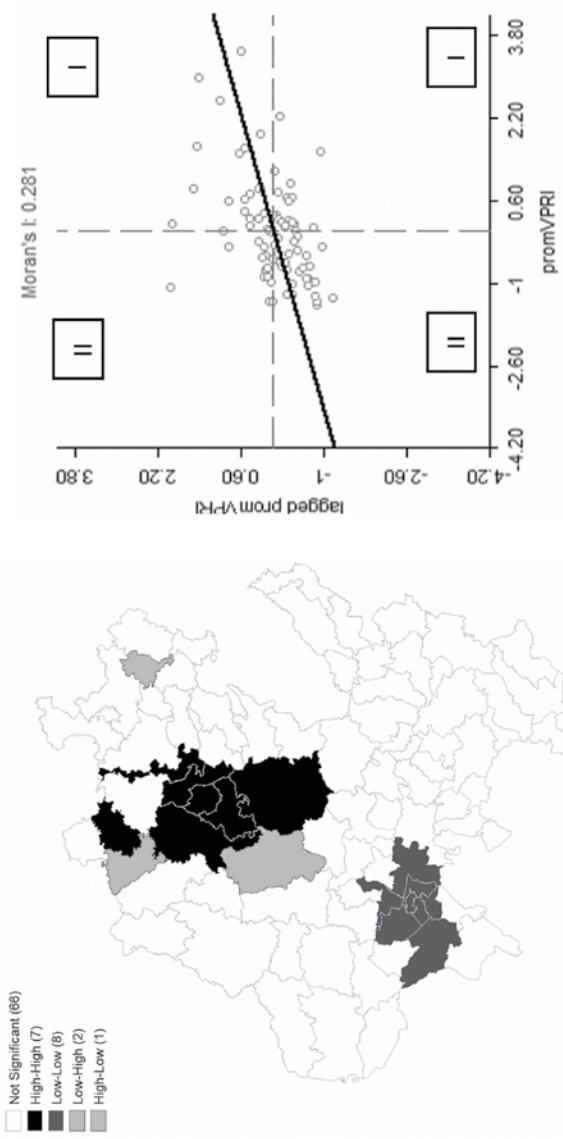 Moran's I: 0.281
II
I
3.80
2.20
0.60
-1
-2.60
-4.20
lagged promVPRI
II
I
-4.20
-2.60
-1
0.60
2.20
3.80
promVPRI
Not Significant (66)
High-High (7)
Low-Low (8)
Low-High (2)
High-Low (1)